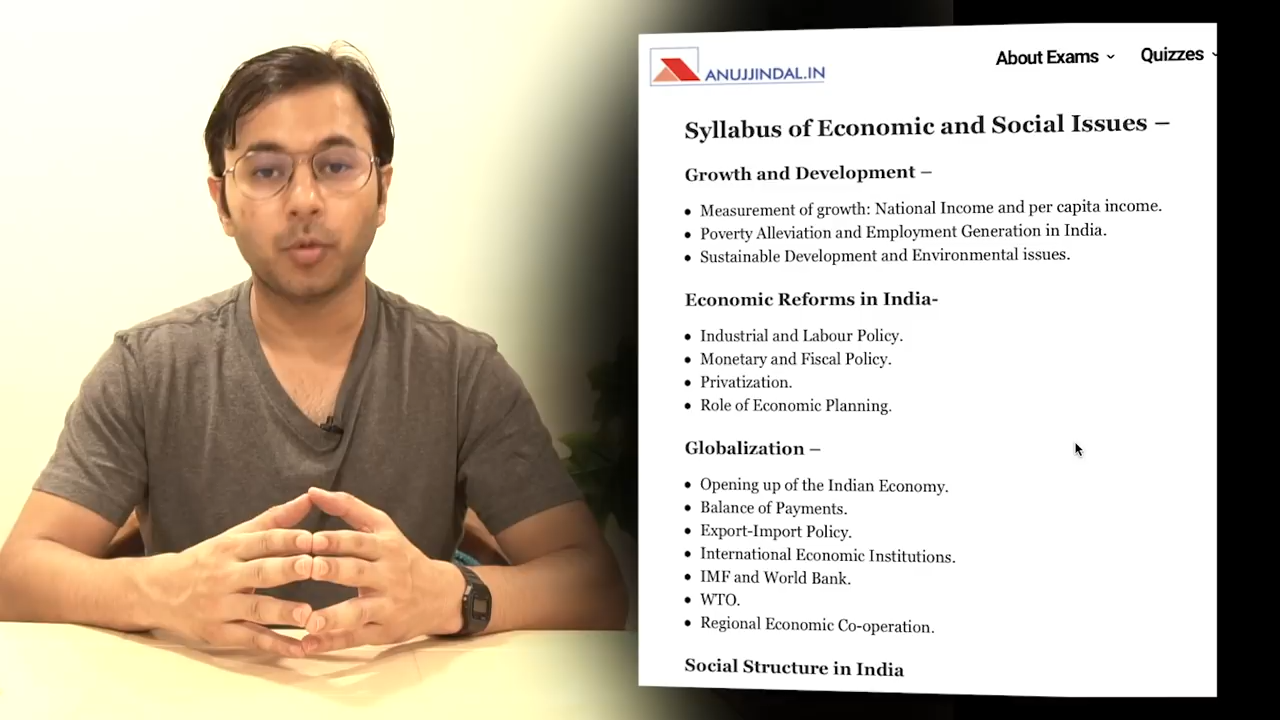 ANUJJINDAL.IN
About Exams
Quizzes
Syllabus of Economic and Social Issues –
Growth and Development –
Measurement of growth: National Income and per capita income.
Poverty Alleviation and Employment Generation in India.
Sustainable Development and Environmental issues.
Economic Reforms in India-
Industrial and Labour Policy.
Monetary and Fiscal Policy.
Privatization.
Role of Economic Planning.
Globalization –
Opening up of the Indian Economy.
Balance of Payments.
Export-Import Policy.
International Economic Institutions.
IMF and World Bank.
WTO.
Regional Economic Co-operation.
Social Structure in India